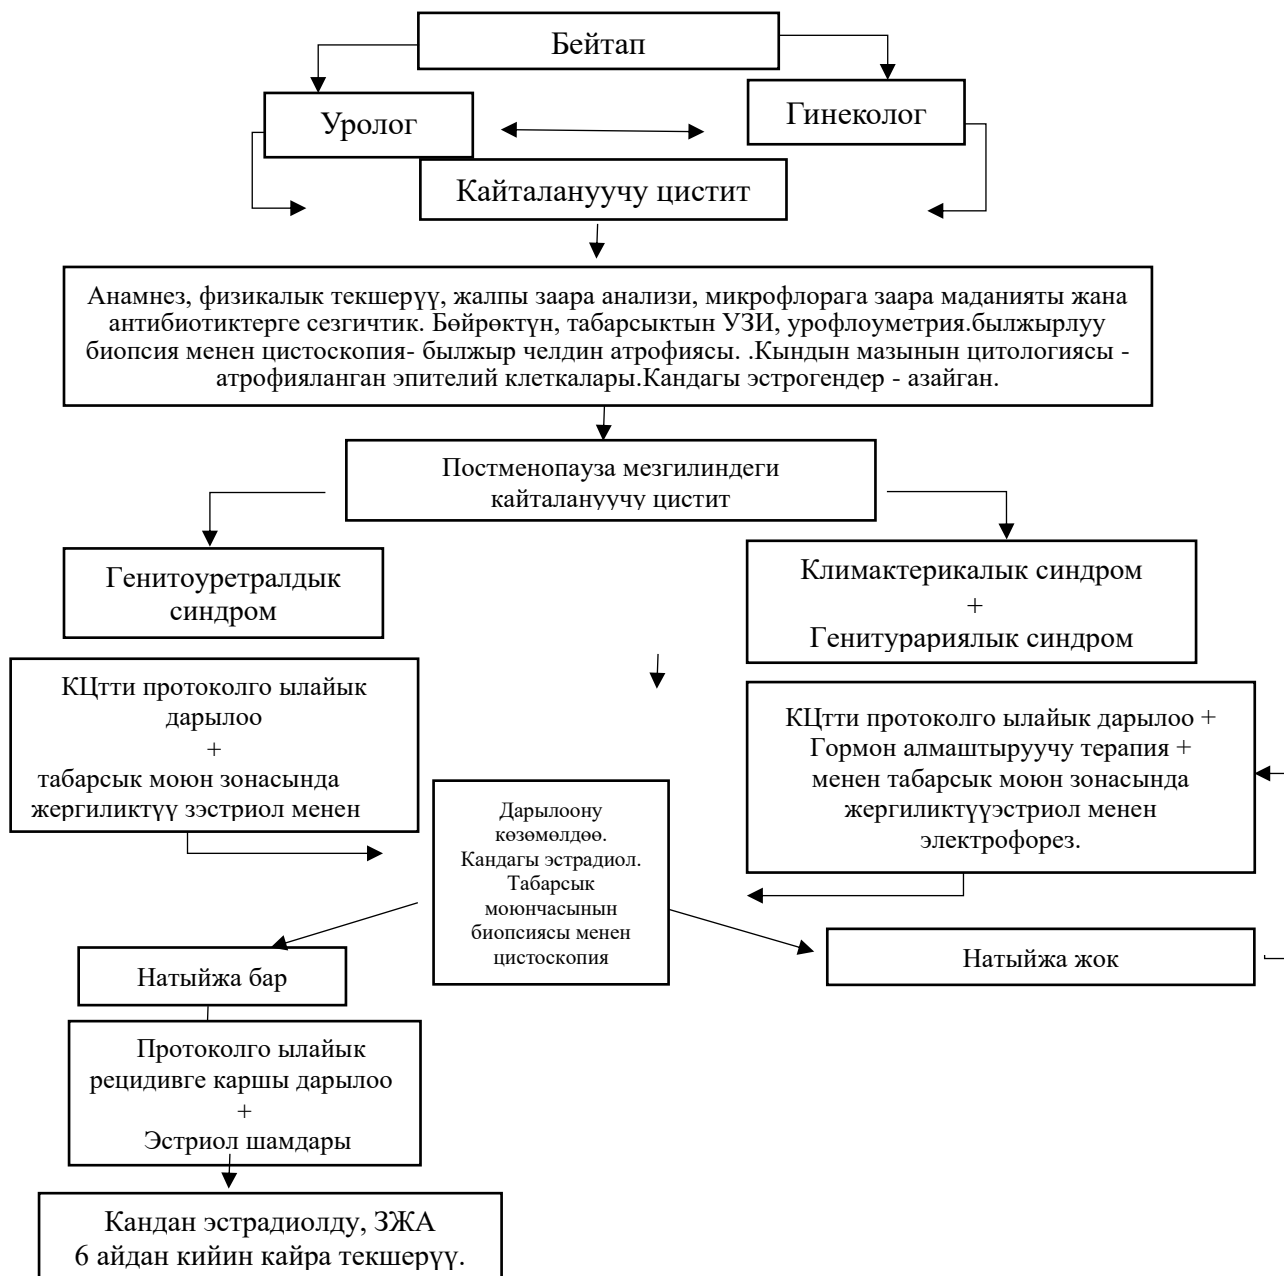 Бейтап
Уролог
Гинеколог
Кайталануучу цистит
Анамнез, физикалык текшерүү, жалпы заара анализи, микрофлорага заара маданияты жана
антибиотиктерге сезгичтик. Бөйрөктүн, табарсыктын УЗИ, урофлоуметрия.былжырлуу
биопсия менен цистоскопия- былжыр челдин атрофиясы. .Кындын мазынын цитологиясы -
атрофияланган эпителий клеткалары.Кандагы эстрогендер - азайган.
Постменопауза мезгилиндеги
кайталануучу цистит
Генитоуретралдык
синдром
Климактерикалык синдром
+
Генитурариялык синдром
КЦтти протоколго ылайык
дарылоо
+
табарсык моюн зонасында
жергиликтүү зэстриол менен
КЦтти протоколго ылайык дарылоо +
Гормон алмаштыруучу терапия +
менен табарсык моюн зонасында
жергиликтүүэстриол менен
электрофорез.
Дарылоону
көзөмөлдөө.
Кандагы эстрадиол.
Табарсык
моюнчасынын
биопсиясы менен
цистоскопия
Натыйжа бар
Натыйжа жок
Протоколго ылайык
рецидивге каршы дарылоо
+
Эстриол шамдары
Кандан эстрадиолду, ЗЖА
6 айдан кийин кайра текшерүү.